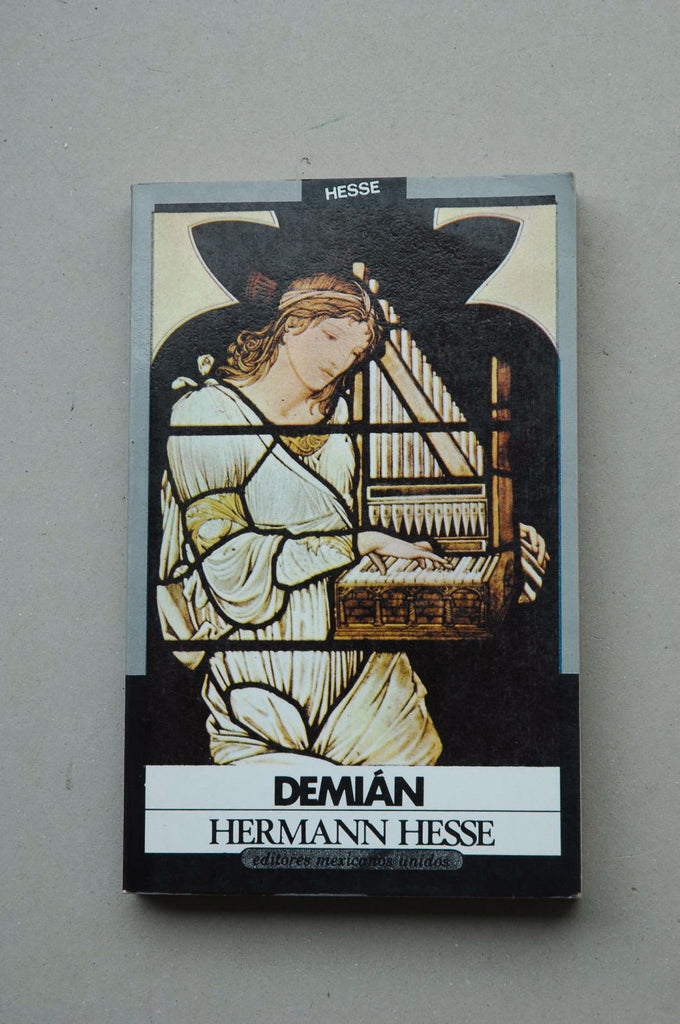 HESSE
DEMIÁN
HERMANN HESSE
editores mexicanos unidos